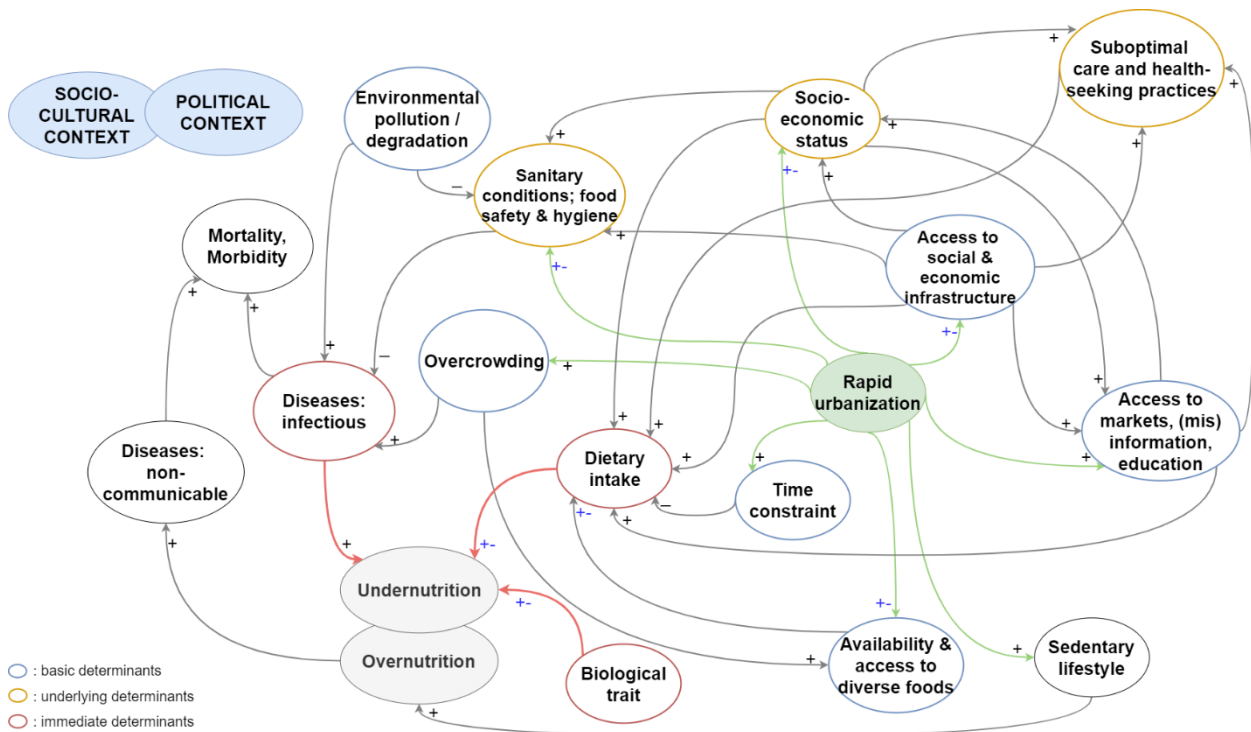 SOCIO-
CULTURAL
CONTEXT
POLITICAL
CONTEXT
Environmental
pollution /
degradation
Socio-
economic
status
Suboptimal
care and health-
seeking practices
+
+
+
+
+
–
+-
+
Sanitary
conditions; food
safety & hygiene
Mortality,
Morbidity
+
+-
Access to
social &
economic
infrastructure
+
+
+-
+
–
Overcrowding
+
Rapid
urbanization
+
Diseases:
infectious
+
+
+
+
+
Access to
markets, (mis)
information,
education
Diseases:
non-
communicable
Dietary
intake
+
+
+
Time
constraint
–
+-
+
+
+
+-
Undernutrition
+-
+-
Overnutrition
Biological
trait
+
Availability &
access to
diverse foods
+
Sedentary
lifestyle
+
: basic determinants
: underlying determinants
: immediate determinants